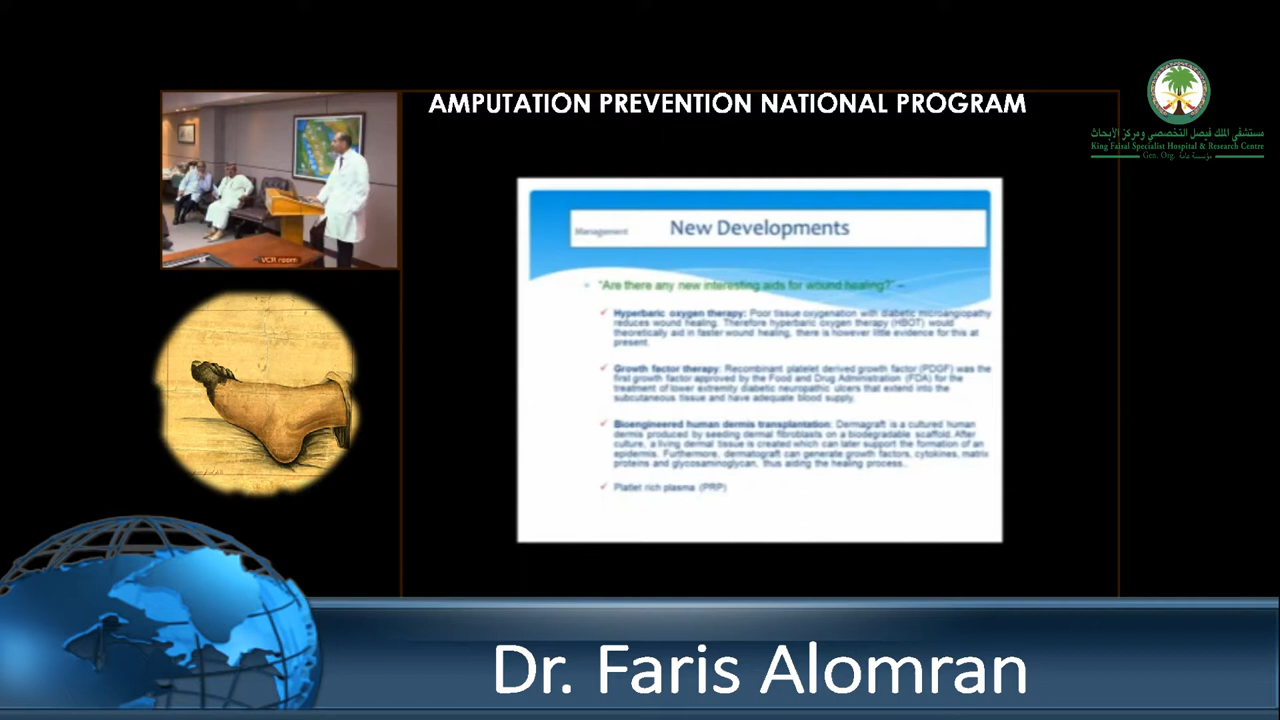 AMPUTATION PREVENTION NATIONAL PROGRAM
مستشفى الملك فيصل التخصصي ومركز الأبحاث
King Faisal Specialist Hospital & Research Centre
Gen. Org. مؤسسة عامة
VCR room
Management New Developments
"Are there any new interesting aids for wound healing?" –
Hyperbaric oxygen therapy: Poor tissue oxygenation with diabetic microangiopathy
reduces wound healing. Therefore hyperbaric oxygen therapy (HBOT) would
theoretically aid in faster wound healing, there is however little evidence for this at
present.
Growth factor therapy: Recombinant platelet derived growth factor (PDGF) was the
first growth factor approved by the Food and Drug Administration (FDA) for the
treatment of lower extremity diabetic neuropathic ulcers that extend into the
subcutaneous tissue and have adequate blood supply.
Bioengineered human dermis transplantation: Dermagraft is a cultured human
dermis produced by seeding dermal fibroblasts on a biodegradable scaffold. After
culture, a living dermal tissue is created which can later support the formation of an
epidermis. Furthermore, dermatograft can generate growth factors, cytokines, matrix
proteins and glycosaminoglycan, thus aiding the healing process..
Platlet rich plasma (PRP)
Dr. Faris Alomran